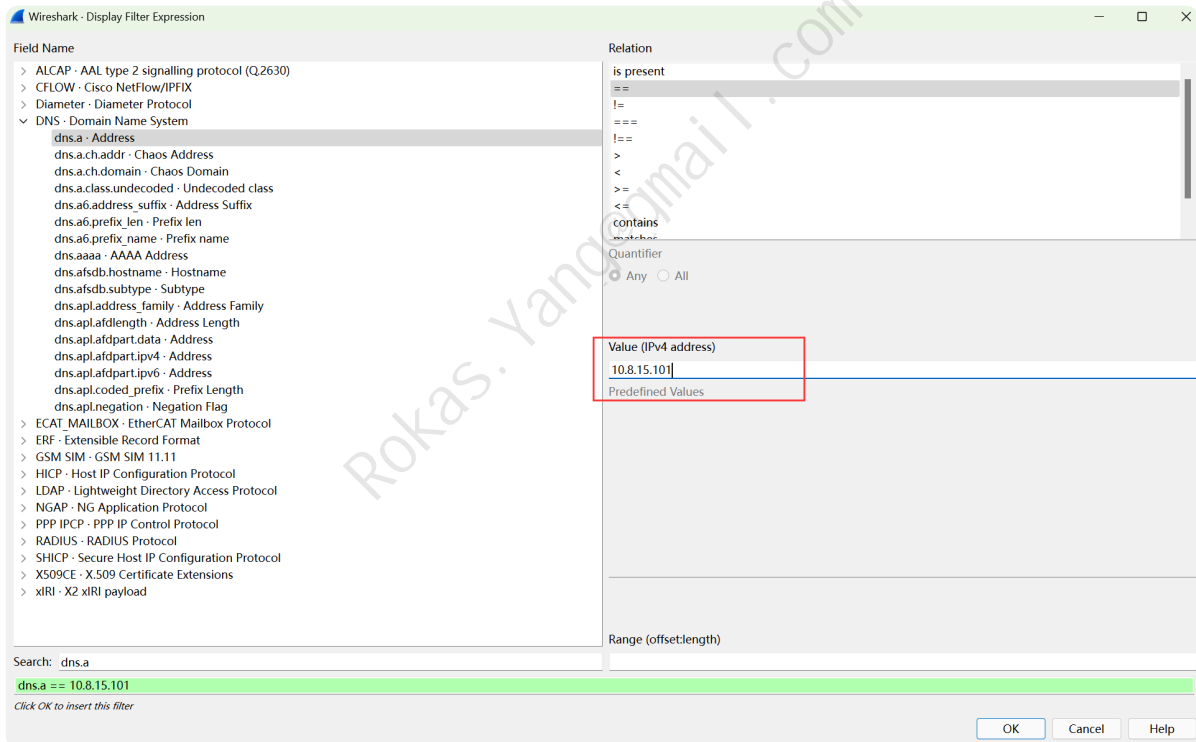 Wireshark · Display Filter Expression
Field Name
> ALCAP · AAL type 2 signalling protocol (Q.2630)
> CFLOW · Cisco NetFlow/IPFIX
> Diameter · Diameter Protocol
DNS · Domain Name System
dns.a · Address
dns.a.ch.addr · Chaos Address
dns.a.ch.domain · Chaos Domain
dns.a.class.undecoded · Undecoded class
dns.a6.address_suffix · Address Suffix
dns.a6.prefix_len · Prefix len
dns.a6.prefix_name · Prefix name
dns.aaaa · AAAA Address
dns.afsdb.hostname · Hostname
dns.afsdb.subtype · Subtype
dns.apl.address_family · Address Family
dns.apl.afdlength · Address Length
dns.apl.afdpart.data · Address
dns.apl.afdpart.ipv4 · Address
dns.apl.afdpart.ipv6 · Address
dns.apl.coded_prefix · Prefix Length
dns.apl.negation · Negation Flag
> ECAT_MAILBOX · EtherCAT Mailbox Protocol
> ERF · Extensible Record Format
> GSM SIM · GSM SIM 11.11
> HICP · Host IP Configuration Protocol
> LDAP · Lightweight Directory Access Protocol
> NGAP · NG Application Protocol
> PPP IPCP · PPP IP Control Protocol
> RADIUS · RADIUS Protocol
> SHICP · Secure Host IP Configuration Protocol
> X509CE · X.509 Certificate Extensions
> xIRI · X2 xIRI payload
Search: dns.a
Relation
is present
==
!=
===
!==
>
<
>=
<=
contains
matches
Quantifier
Any
All
Value (IPv4 address)
10.8.15.101
Predefined Values
Range (offset:length)
dns.a == 10.8.15.101
Click OK to insert this filter
OK
Cancel
Help
Rokas.Yang@qmail.com